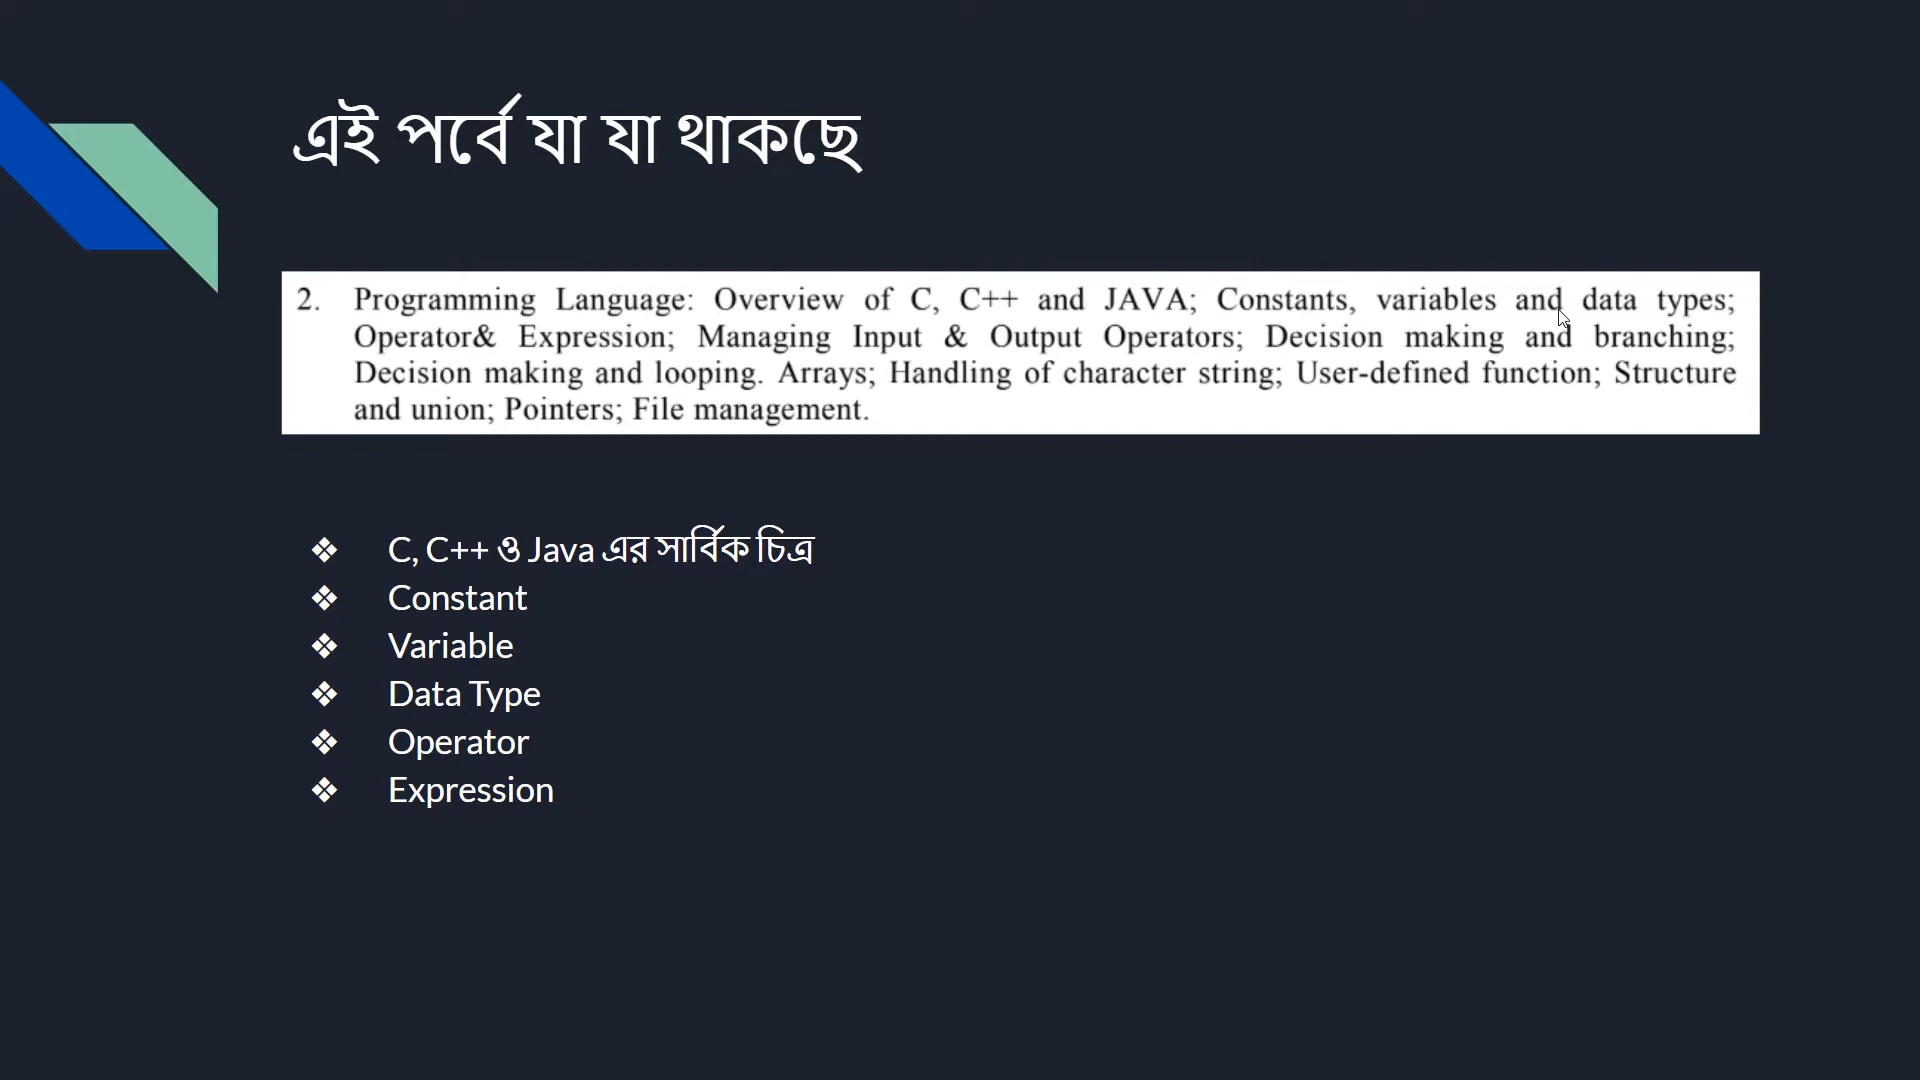 এই পর্বে যা যা থাকছে
2. Programming Language: Overview of C, C++ and JAVA; Constants, variables and data types;
Operator& Expression; Managing Input & Output Operators; Decision making and branching;
Decision making and looping. Arrays; Handling of character string; User-defined function; Structure
and union; Pointers; File management.
❖ C, C++ ও Java এর সার্বিক চিত্র
❖ Constant
❖ Variable
❖ Data Type
❖ Operator
❖ Expression